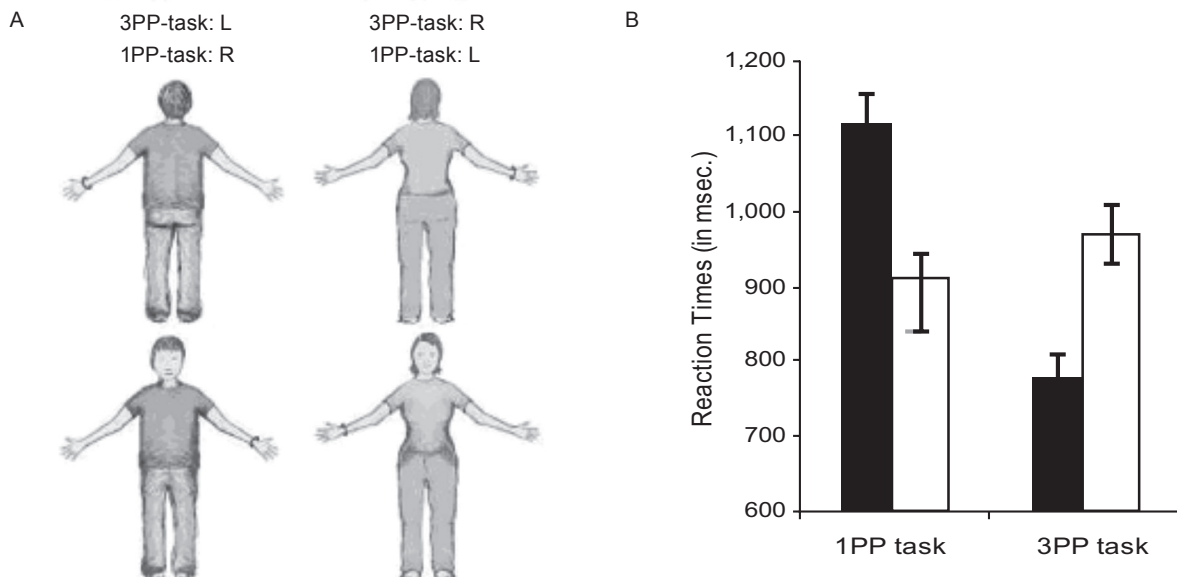 A
3PP-task: L
1PP-task: R
3PP-task: R
1PP-task: L
B
Reaction Times (in msec.)
1,200
1,100
1,000
900
800
700
600
1PP task
3PP task